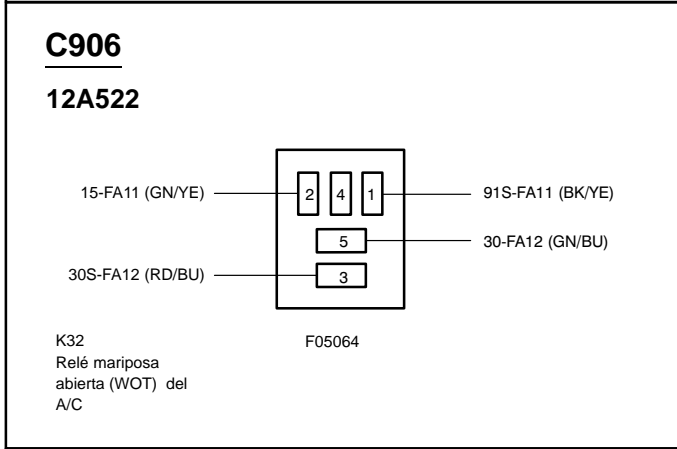 C906
12A522
15-FA11 (GN/YE)
2
4
1
91S-FA11 (BK/YE)
5
30-FA12 (GN/BU)
30S-FA12 (RD/BU)
3
K32
Relé mariposa
abierta (WOT) del
A/C
F05064